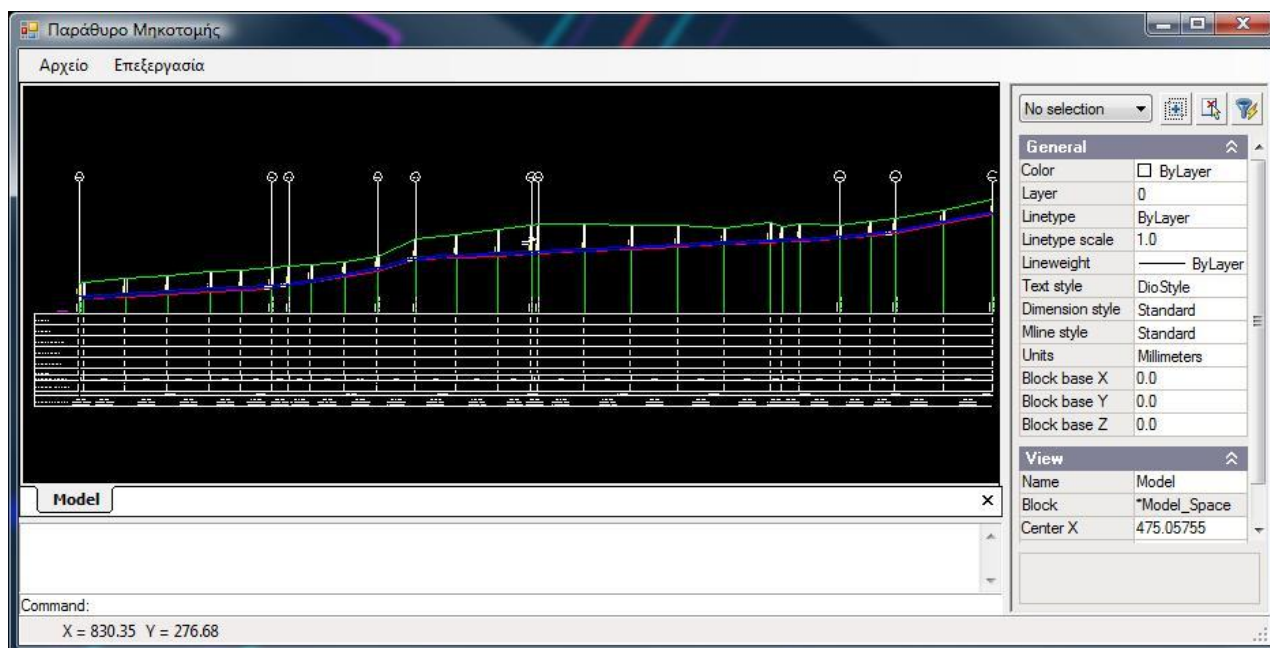 Παράθυρο Μηκοτομής
Αρχείο Επεξεργασία
No selection
General
Color ByLayer
Layer 0
Linetype ByLayer
Linetype scale 1.0
Lineweight ByLayer
Text style DioStyle
Dimension style Standard
Mline style Standard
Units Millimeters
Block base X 0.0
Block base Y 0.0
Block base Z 0.0
View
Name Model
Block *Model_Space
Center X 475.05755
Model
Command:
X = 830.35 Y = 276.68